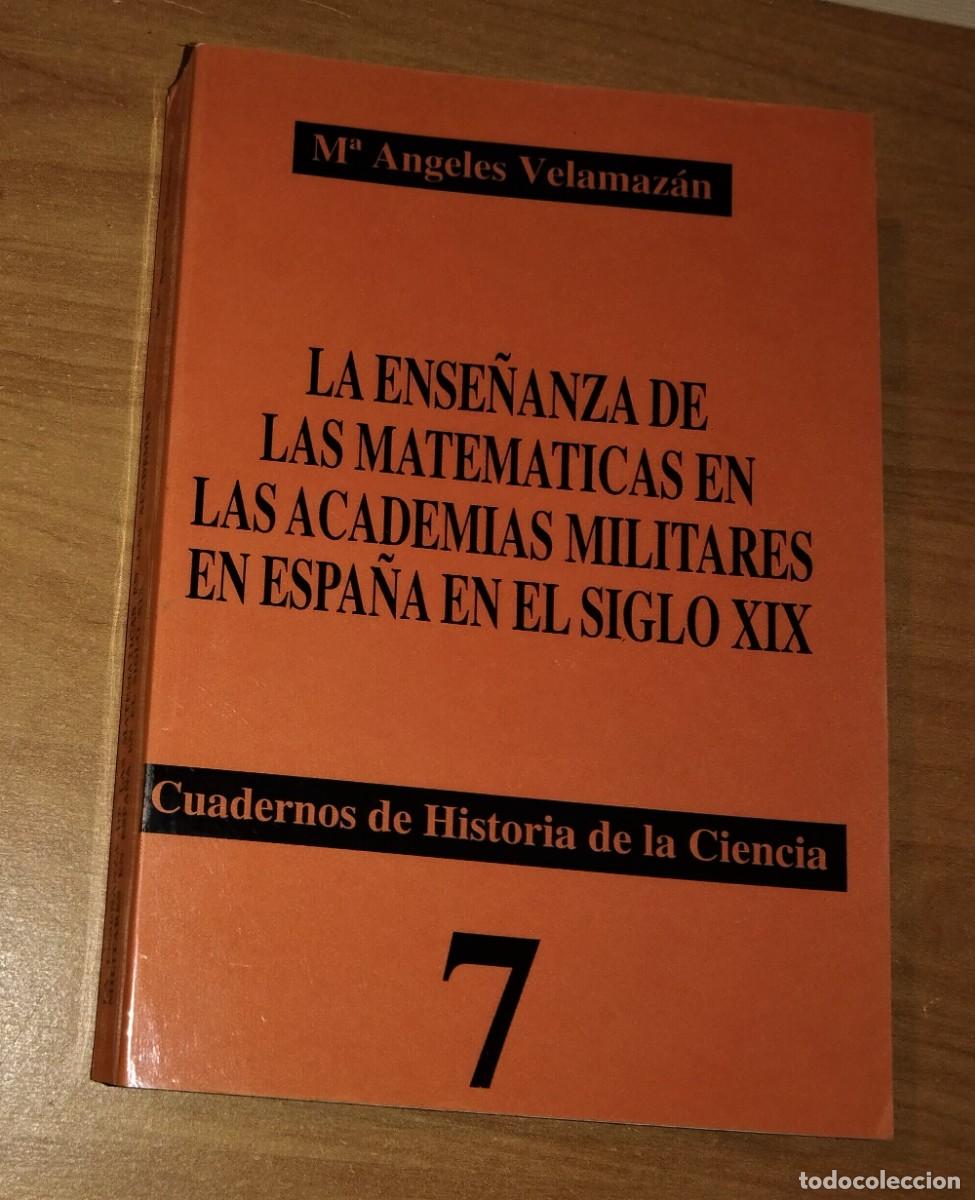 Mª Angeles Velamazán
LA ENSEÑANZA DE
LAS MATEMATICAS EN
LAS ACADEMIAS MILITARES
EN ESPAÑA EN EL SIGLO XIX
Cuadernos de Historia de la Ciencia
7
todocoleccion